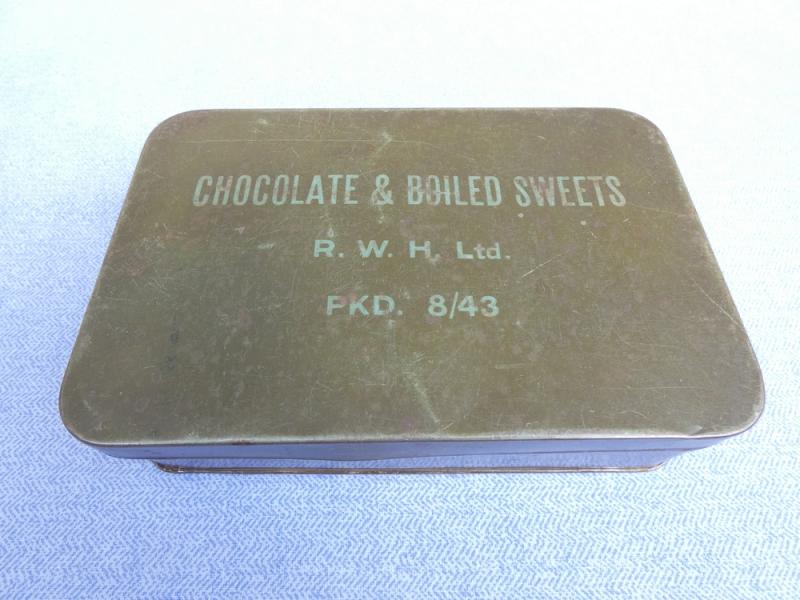 CHOCOLATE & BOILED SWEETS
R. W. H. Ltd.
PKD. 8/43